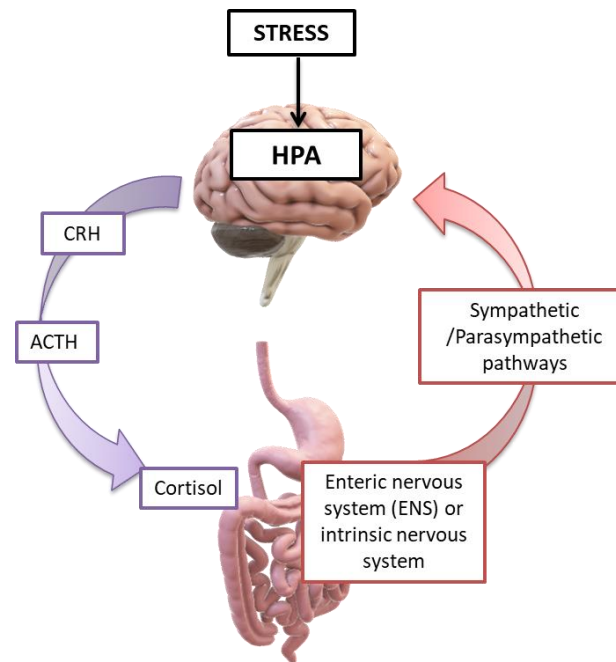 STRESS
HPA
CRH
ACTH
Cortisol
Sympathetic
/Parasympathetic
pathways
Enteric nervous
system (ENS) or
intrinsic nervous
system